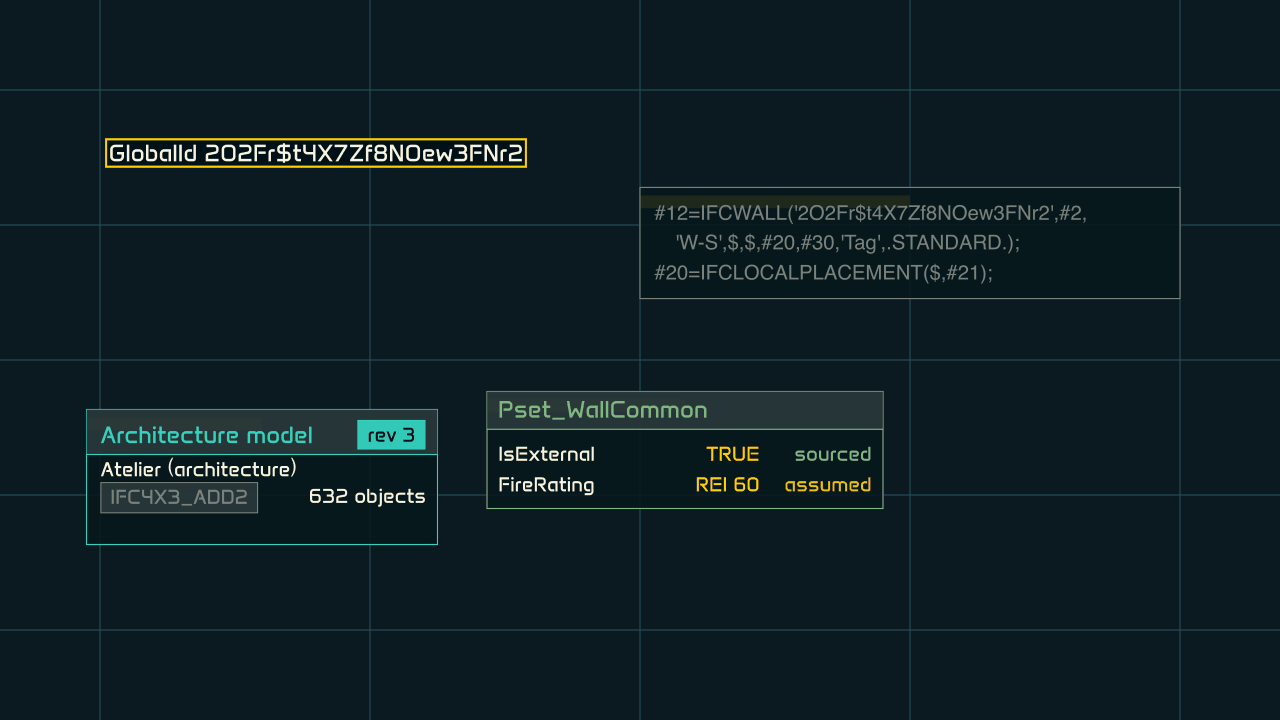 GlobalId 2O2Fr$t4X7Zf8NOew3FNr2
#12=IFCWALL('2O2Fr$t4X7Zf8NOew3FNr2',#2,
'W-S',$,$,#20,#30,'Tag',.STANDARD.);
#20=IFCLOCALPLACEMENT($,#21);
Architecture model rev 3
Atelier (architecture)
IFC4X3_ADD2 632 objects
Pset_WallCommon
IsExternal TRUE sourced
FireRating REI 60 assumed